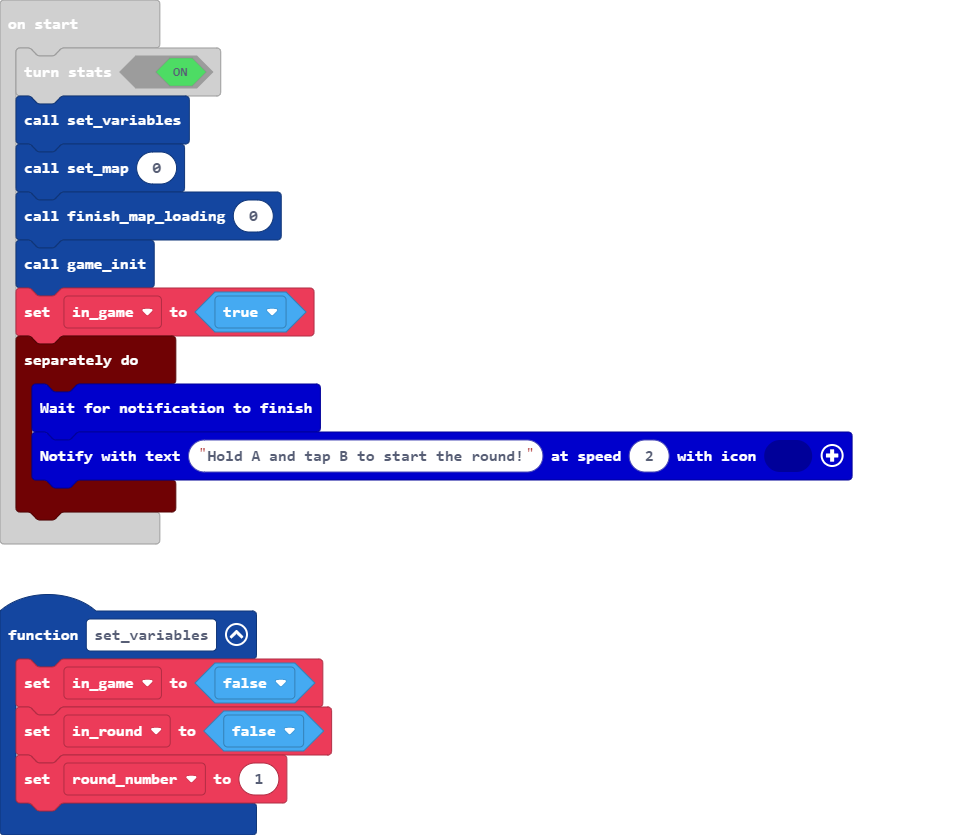 on start
turn stats ON
call set_variables
call set_map 0
call finish_map_loading 0
call game_init
set in_game to true
separately do
Wait for notification to finish
Notify with text "Hold A and tap B to start the round!" at speed 2 with icon
function set_variables
set in_game to false
set in_round to false
set round_number to 1